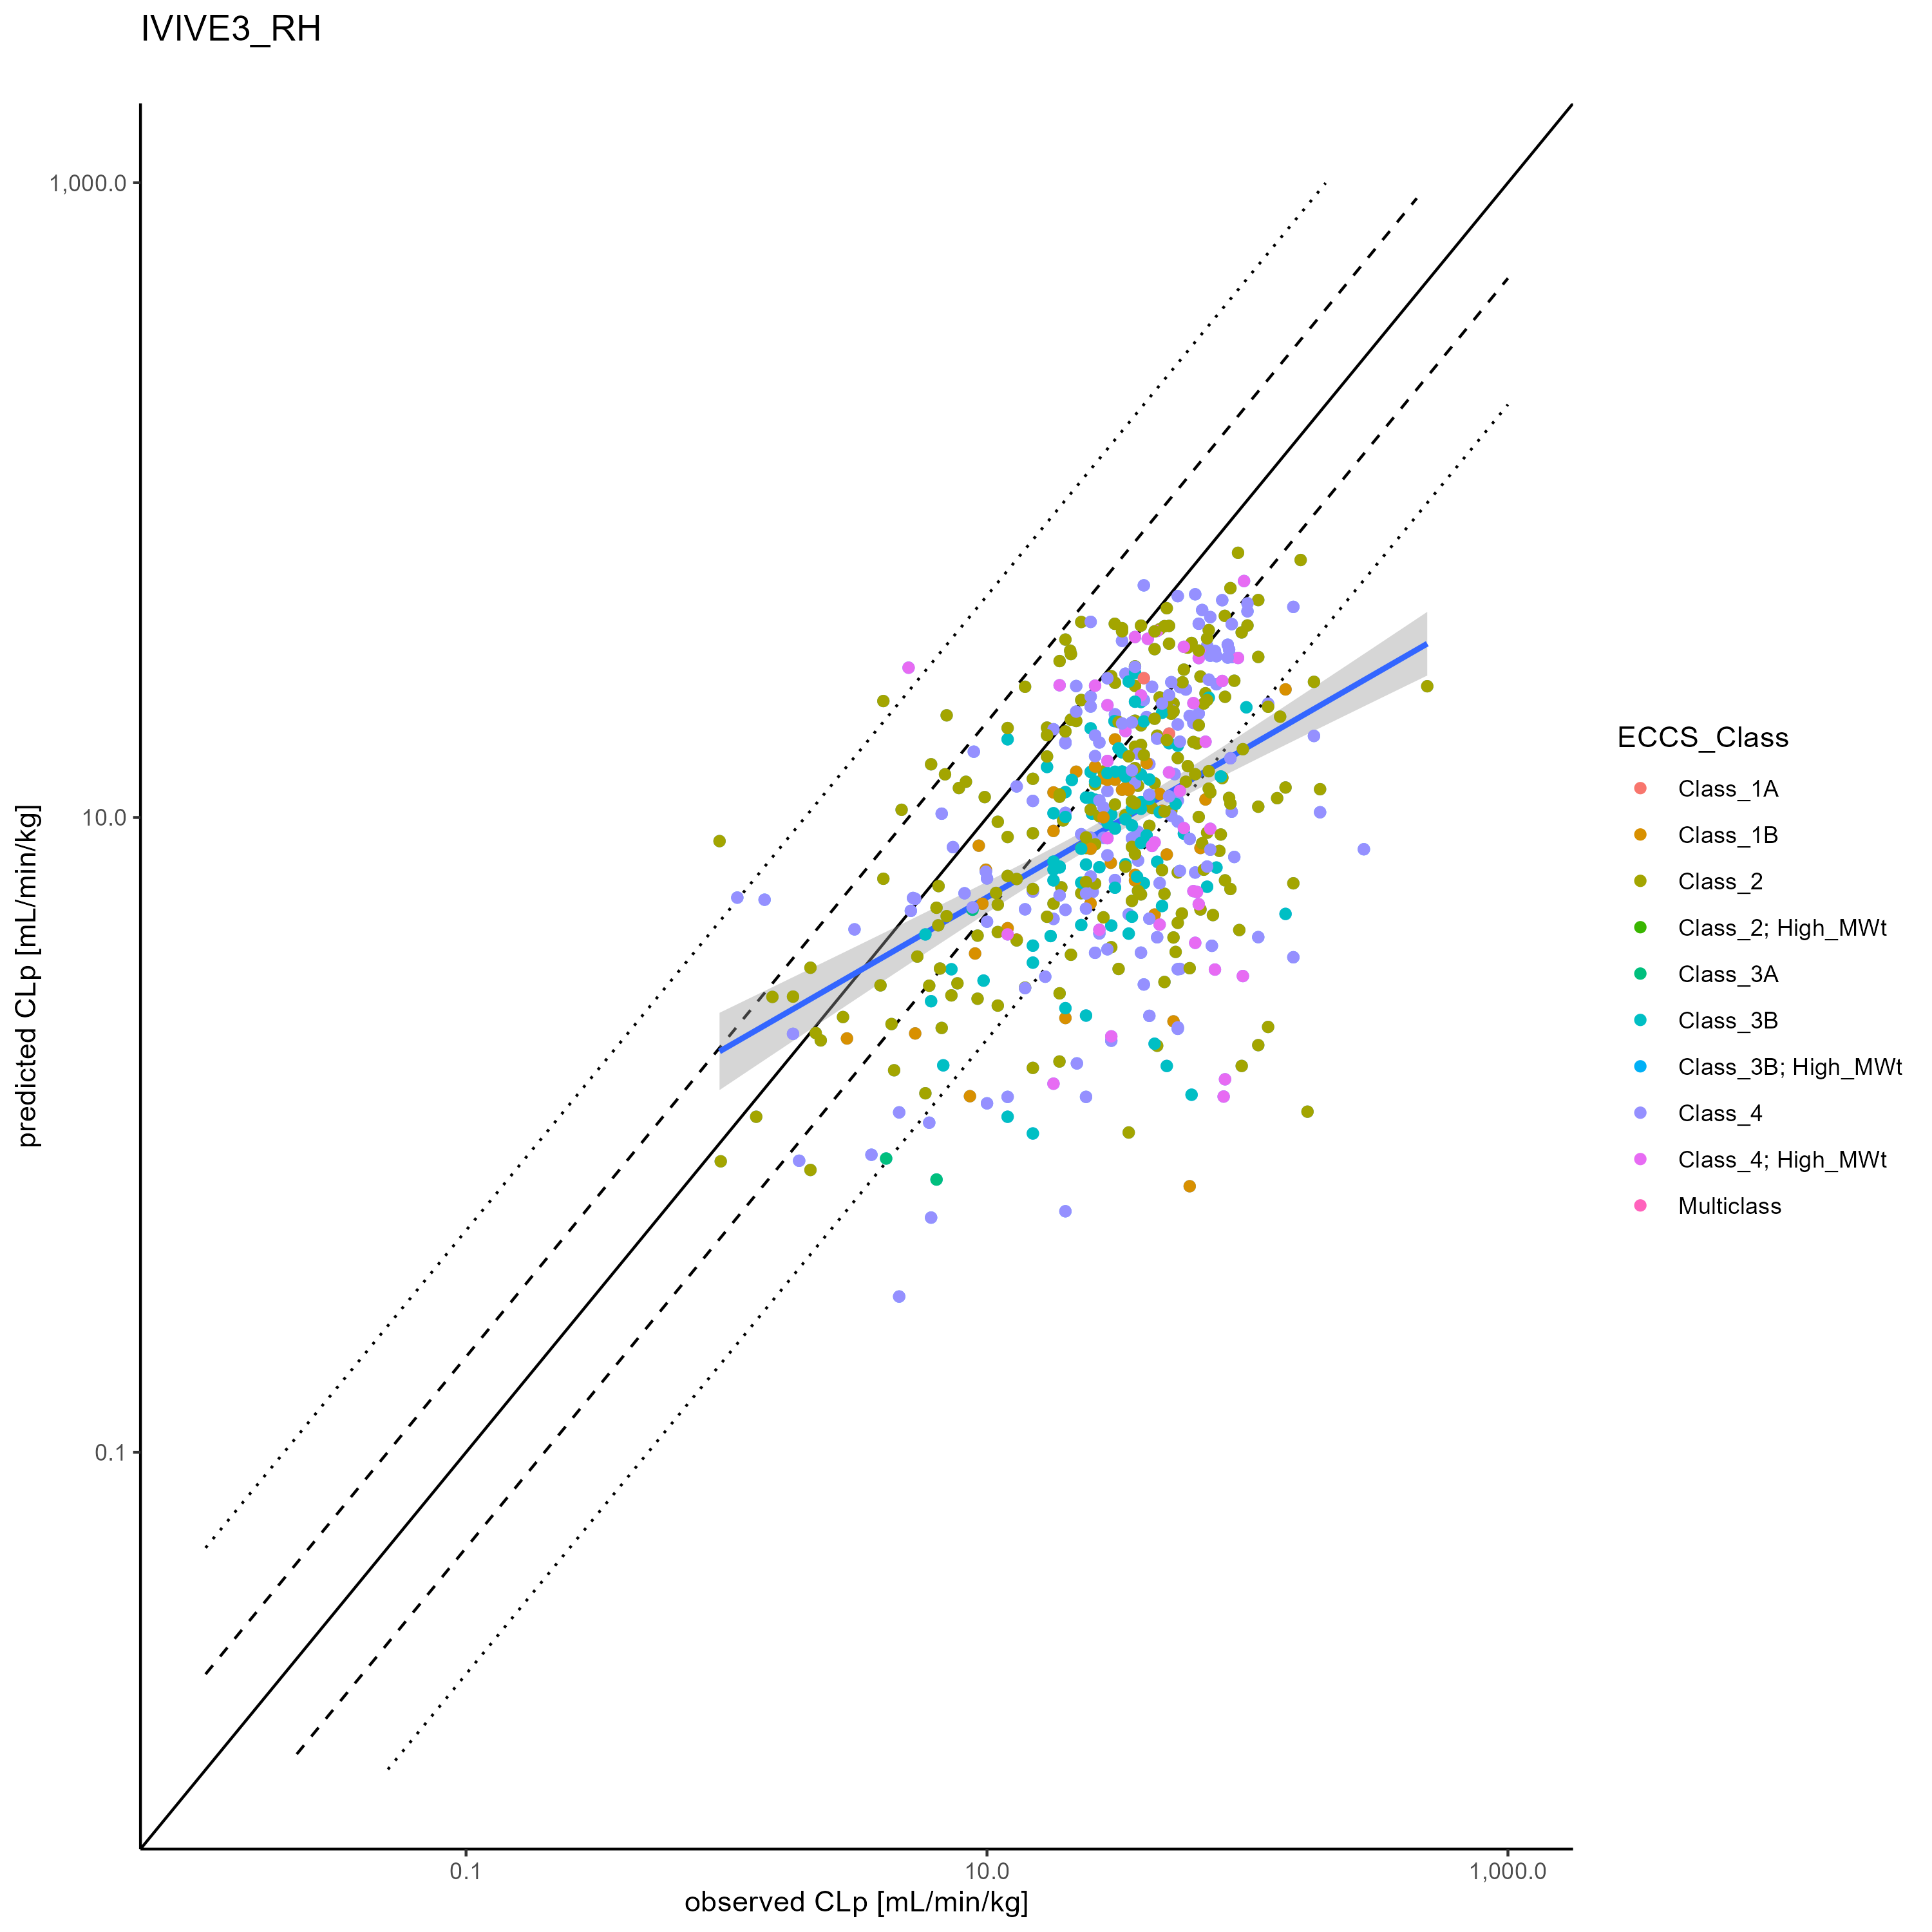 IVIVE3_RH
predicted CLp [mL/min/kg]
1,000.0
10.0
0.1
0.1
10.0
1,000.0
observed CLp [mL/min/kg]
ECCS_Class
Class_1A
Class_1B
Class_2
Class_2; High_MWt
Class_3A
Class_3B
Class_3B; High_MWt
Class_4
Class_4; High_MWt
Multiclass